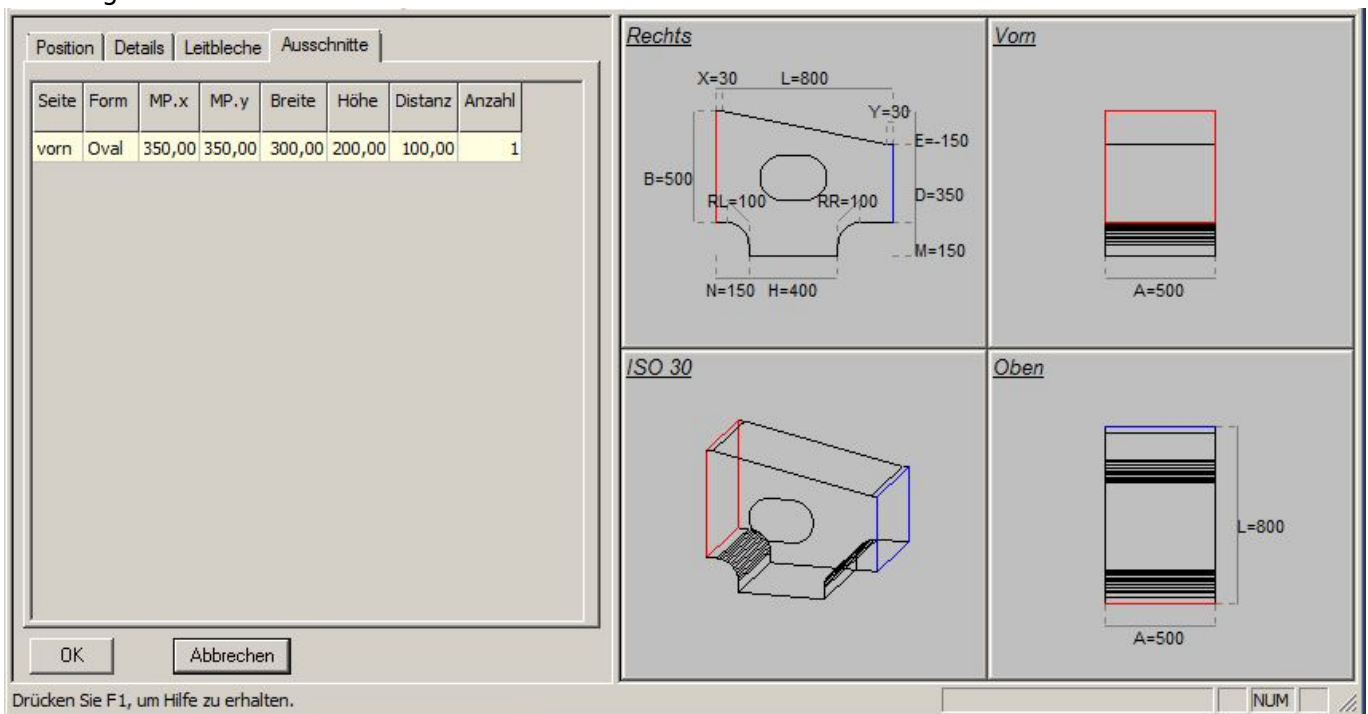 Position Details Leitbleche Ausschnitte
Seite Form MP.x MP.y Breite Höhe Distanz Anzahl
vorn Oval 350,00 350,00 300,00 200,00 100,00 1
OK Abbrechen
Rechts
X=30 L=800
Y=30
E=-150
B=500
RL=100 RR=100 D=350
M=150
N=150 H=400
Vorn
A=500
ISO 30
Oben
L=800
A=500
Drücken Sie F1, um Hilfe zu erhalten.
NUM